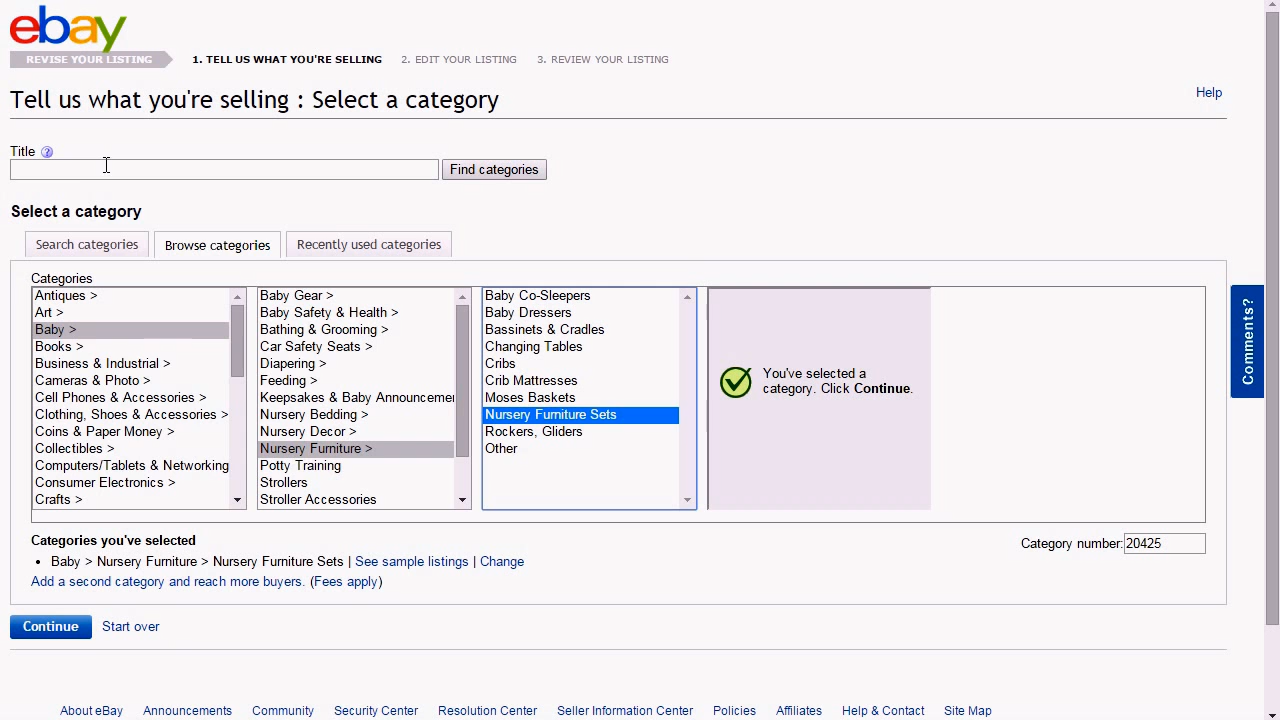 ebay
REVISE YOUR LISTING 1. TELL US WHAT YOU'RE SELLING 2. EDIT YOUR LISTING 3. REVIEW YOUR LISTING
Tell us what you're selling : Select a category
Help
Title ?
Find categories
Select a category
Search categories Browse categories Recently used categories
Categories
Antiques > Baby Gear > Baby Co-Sleepers
Art > Baby Safety & Health > Baby Dressers
Baby > Bathing & Grooming > Bassinets & Cradles
Books > Car Safety Seats > Changing Tables
Business & Industrial > Diapering > Cribs
Cameras & Photo > Feeding > Crib Mattresses
Cell Phones & Accessories > Keepsakes & Baby Announcemer Moses Baskets
Clothing, Shoes & Accessories > Nursery Bedding > Nursery Furniture Sets
Coins & Paper Money > Nursery Decor > Rockers, Gliders
Collectibles > Nursery Furniture > Other
Computers/Tablets & Networking Potty Training
Consumer Electronics > Strollers
Crafts > Stroller Accessories
You've selected a
category. Click Continue.
Comments?
Categories you've selected
Category number: 20425
• Baby > Nursery Furniture > Nursery Furniture Sets | See sample listings | Change
Add a second category and reach more buyers. (Fees apply)
Continue Start over
About eBay Announcements Community Security Center Resolution Center Seller Information Center Policies Affiliates Help & Contact Site Map